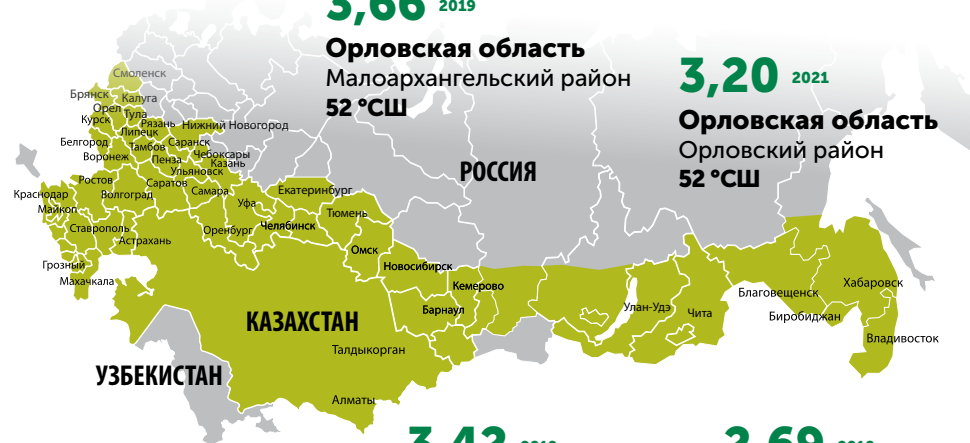 3,66 2019
Орловская область
Малоархангельский район
52 °СШ
3,20 2021
Орловская область
Орловский район
52 °СШ
РОССИЯ
Смоленск
Брянск
Калуга
Орел
Тула
Курск
Рязань
Нижний Новгород
Липецк
Белгород
Тамбов
Саранск
Чебоксары
Воронеж
Пенза
Казань
Ульяновск
Ростов
Саратов
Краснодар
Волгоград
Самара
Екатеринбург
Майкоп
Уфа
Тюмень
Ставрополь
Оренбург
Челябинск
Астрахань
Омск
Грозный
Новосибирск
Махачкала
Кемерово
Хабаровск
Благовещенск
Улан-Удэ
Чита
Барнаул
Биробиджан
КАЗАХСТАН
Владивосток
Талдыкорган
УЗБЕКИСТАН
Алматы
3,42 2019